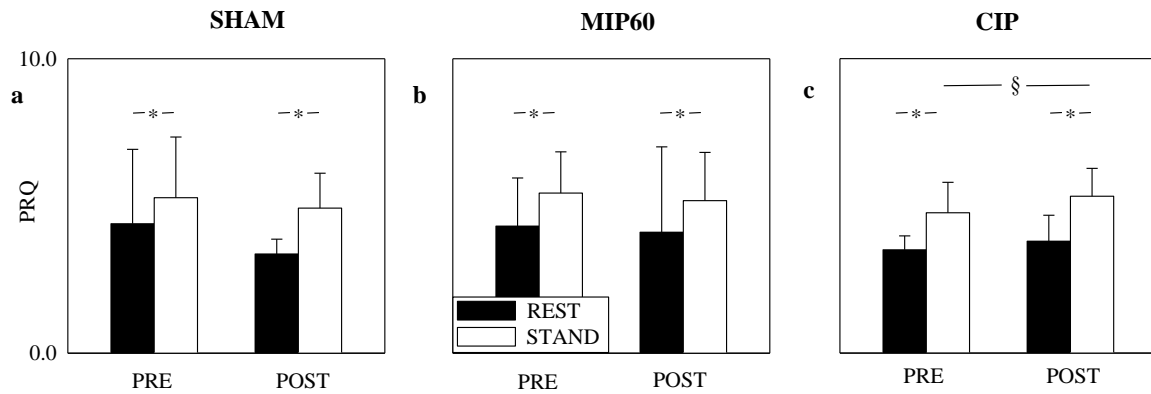 SHAM MIP60 CIP
10.0
a b c
* * * * * *
§
PRQ
REST
STAND
0.0
PRE POST PRE POST PRE POST